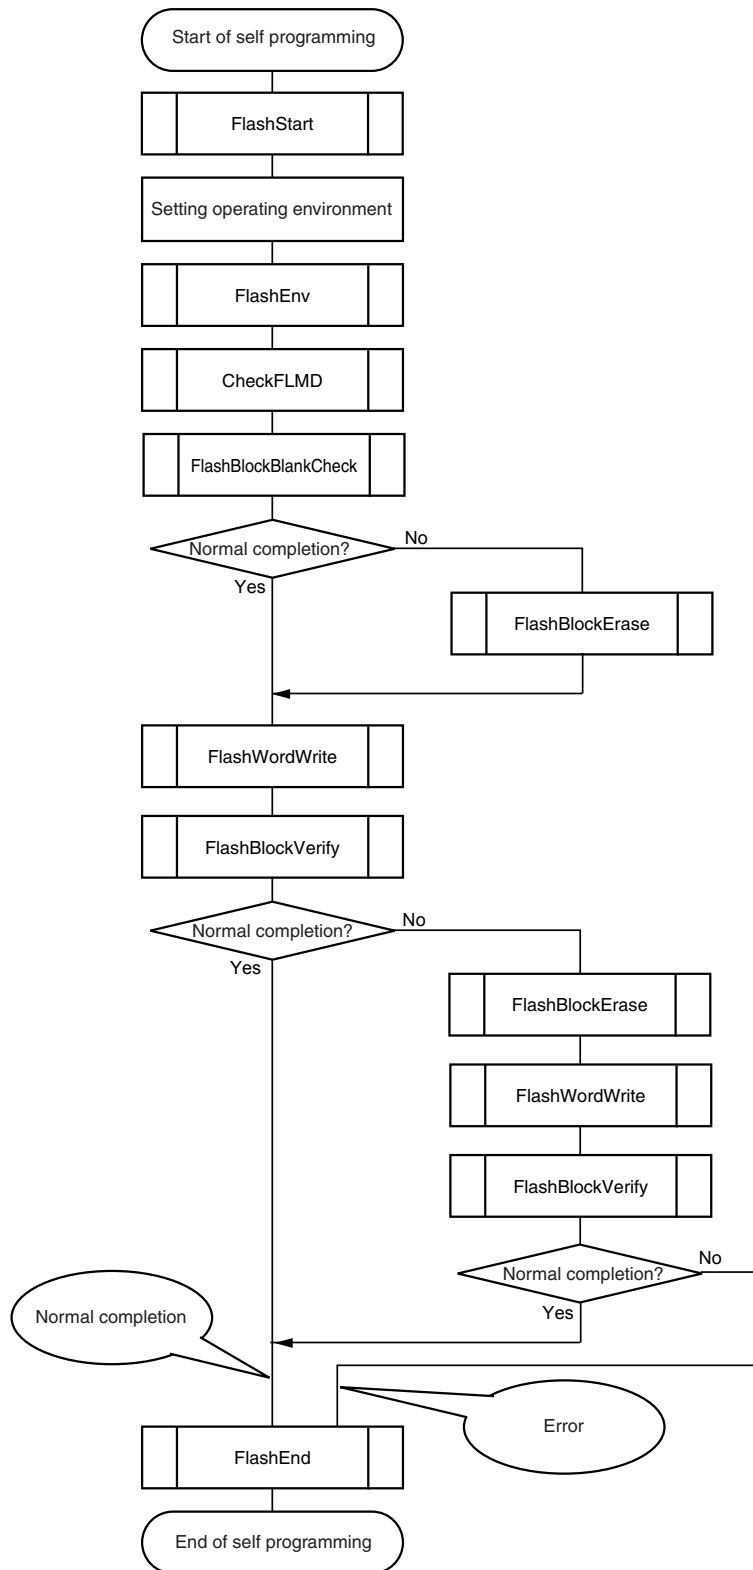 Start of self programming
FlashStart
Setting operating environment
FlashEnv
CheckFLMD
FlashBlockBlankCheck
Normal completion?
No
Yes
FlashBlockErase
FlashWordWrite
FlashBlockVerify
Normal completion?
No
Yes
FlashBlockErase
FlashWordWrite
FlashBlockVerify
Normal completion?
No
Yes
Normal completion
Error
FlashEnd
End of self programming